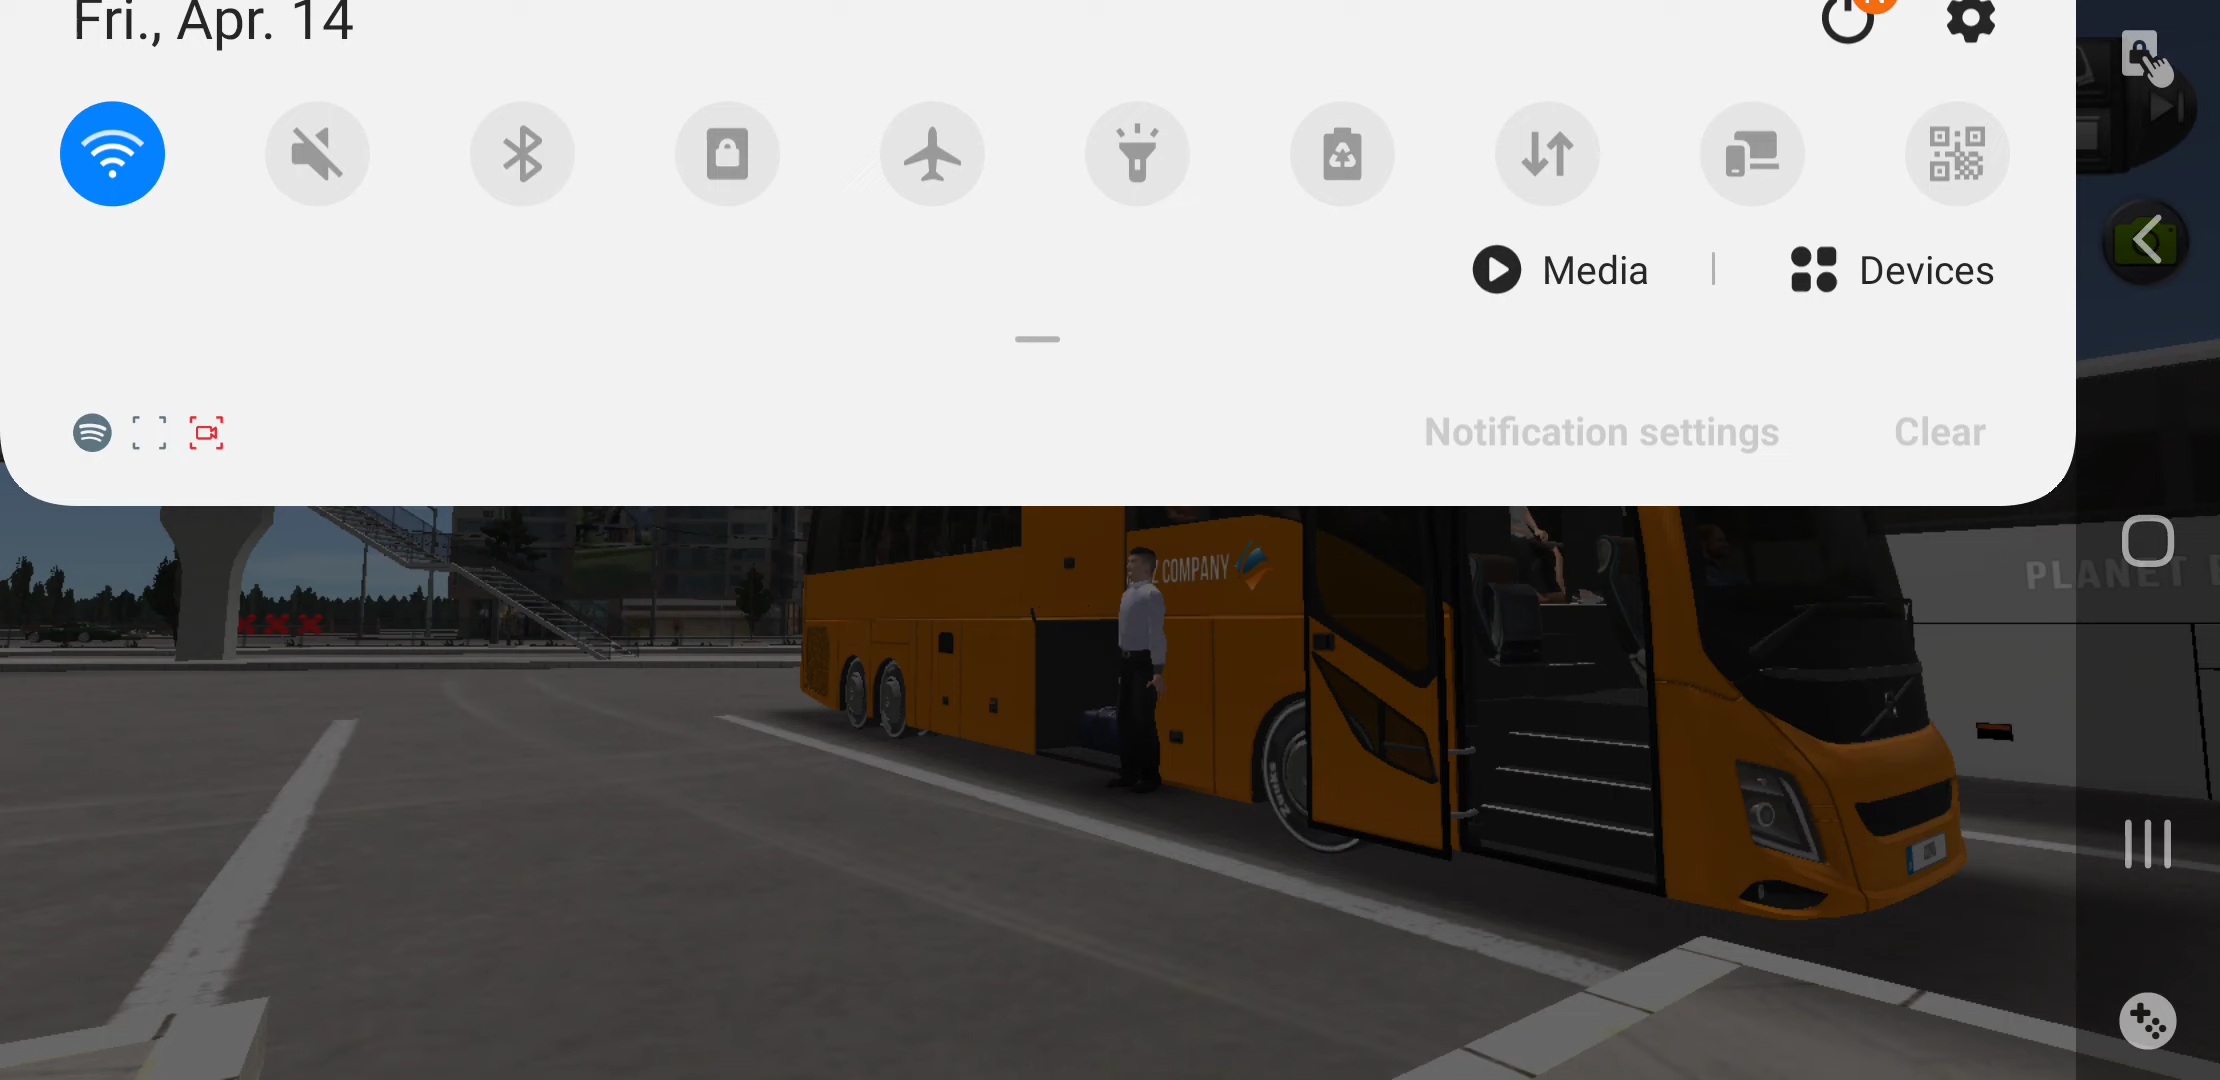 Fri., Apr. 14
Media
Devices
Notification settings
Clear
COMPANY
PLANET